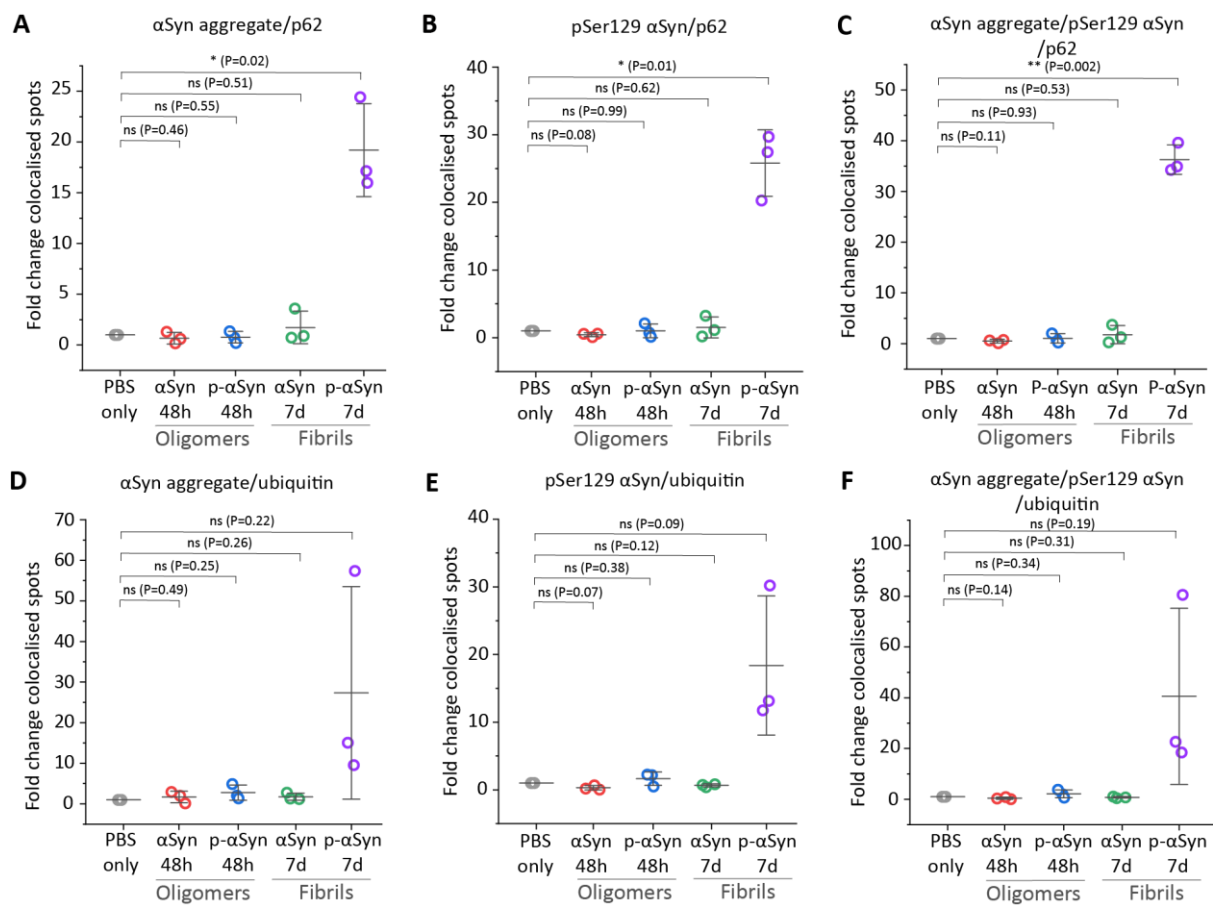 A
αSyn aggregate/p62
* (P=0.02)
ns (P=0.51)
ns (P=0.55)
ns (P=0.46)
Fold change colocalised spots
25
20
15
10
5
0
PBS only
αSyn 48h
p-αSyn 48h
αSyn 7d
p-αSyn 7d
Oligomers
Fibrils
B
pSer129 αSyn/p62
* (P=0.01)
ns (P=0.62)
ns (P=0.99)
ns (P=0.08)
Fold change colocalised spots
40
30
20
10
0
PBS only
αSyn 48h
p-αSyn 48h
αSyn 7d
p-αSyn 7d
Oligomers
Fibrils
C
αSyn aggregate/pSer129 αSyn
/p62
** (P=0.002)
ns (P=0.53)
ns (P=0.93)
ns (P=0.11)
Fold change colocalised spots
50
40
30
20
10
0
PBS only
αSyn 48h
P-αSyn 48h
αSyn 7d
P-αSyn 7d
Oligomers
Fibrils
D
αSyn aggregate/ubiquitin
ns (P=0.22)
ns (P=0.26)
ns (P=0.25)
ns (P=0.49)
Fold change colocalised spots
70
60
50
40
30
20
10
0
PBS only
αSyn 48h
p-αSyn 48h
αSyn 7d
p-αSyn 7d
Oligomers
Fibrils
E
pSer129 αSyn/ubiquitin
ns (P=0.09)
ns (P=0.12)
ns (P=0.38)
ns (P=0.07)
Fold change colocalised spots
40
30
20
10
0
PBS only
αSyn 48h
p-αSyn 48h
αSyn 7d
p-αSyn 7d
Oligomers
Fibrils
F
αSyn aggregate/pSer129 αSyn
/ubiquitin
ns (P=0.19)
ns (P=0.31)
ns (P=0.34)
ns (P=0.14)
Fold change colocalised spots
100
80
60
40
20
0
PBS only
αSyn 48h
p-αSyn 48h
αSyn 7d
p-αSyn 7d
Oligomers
Fibrils